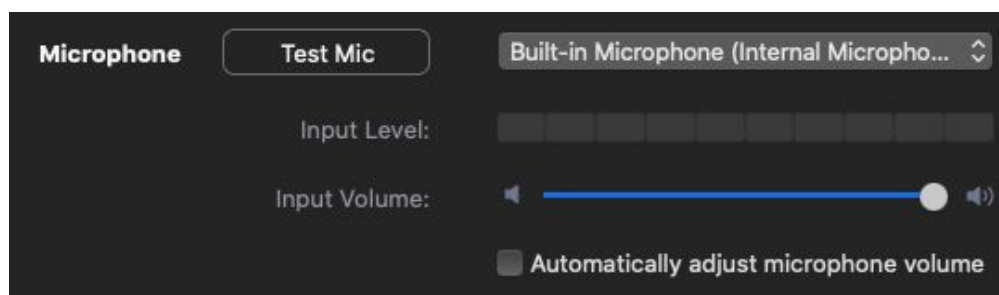 Microphone Test Mic Built-in Microphone (Internal Micropho...
Input Level:
Input Volume:
Automatically adjust microphone volume